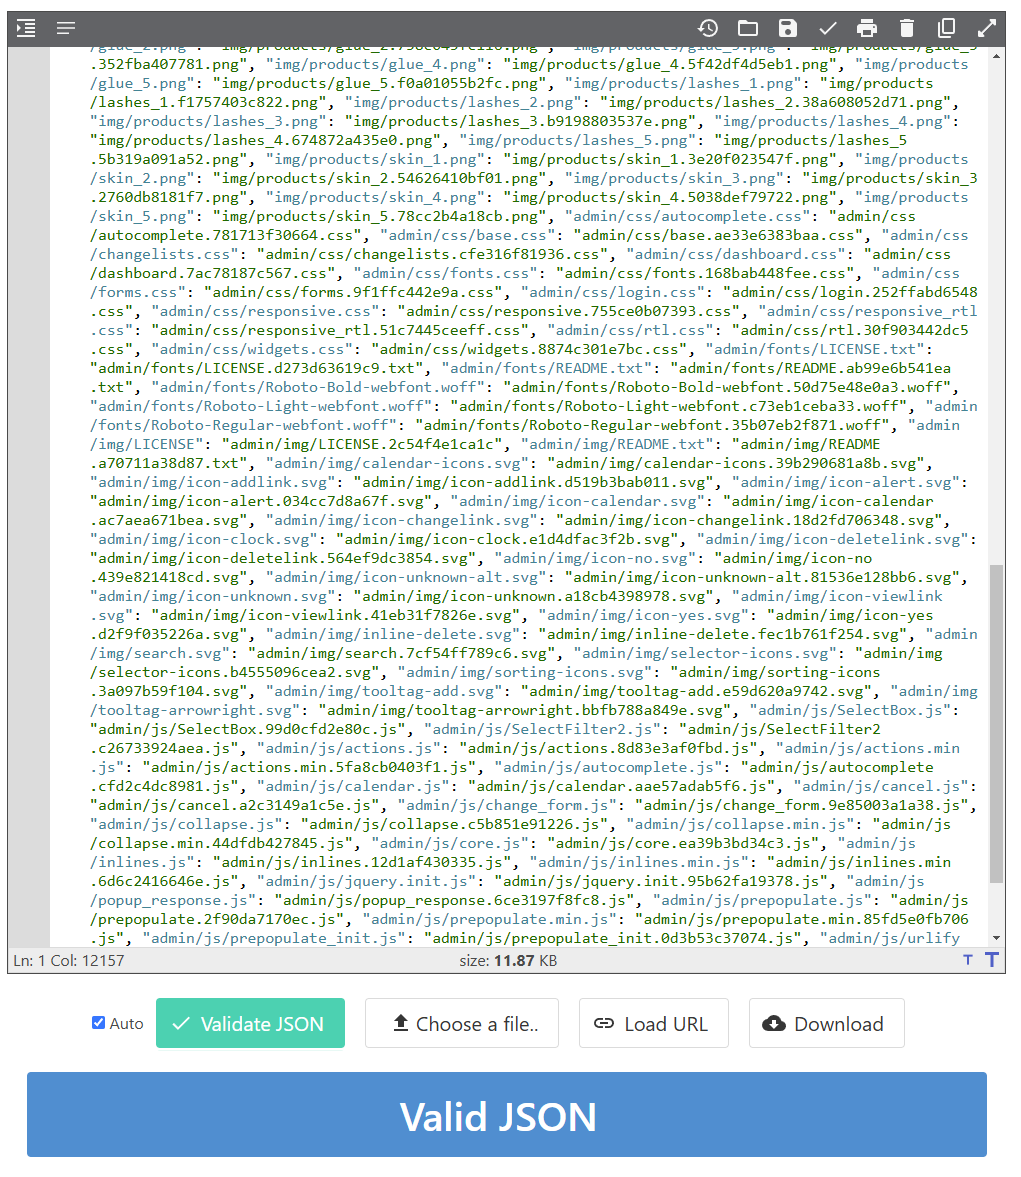 .352fba407781.png", "img/products/glue_4.png": "img/products/glue_4.5f42df4d5eb1.png", "img/products
/glue_5.png": "img/products/glue_5.f0a01055b2fc.png", "img/products/lashes_1.png": "img/products
/lashes_1.f1757403c822.png", "img/products/lashes_2.png": "img/products/lashes_2.38a608052d71.png",
"img/products/lashes_3.png": "img/products/lashes_3.b9198803537e.png", "img/products/lashes_4.png":
"img/products/lashes_4.674872a435e0.png", "img/products/lashes_5.png": "img/products/lashes_5
.5b319a091a52.png", "img/products/skin_1.png": "img/products/skin_1.3e20f023547f.png", "img/products
/skin_2.png": "img/products/skin_2.54626410bf01.png", "img/products/skin_3.png": "img/products/skin_3
.2760db8181f7.png", "img/products/skin_4.png": "img/products/skin_4.5038def79722.png", "img/products
/skin_5.png": "img/products/skin_5.78cc2b4a18cb.png", "admin/css/autocomplete.css": "admin/css
/autocomplete.781713f30664.css", "admin/css/base.css": "admin/css/base.ae33e6383baa.css", "admin/css
/changelists.css": "admin/css/changelists.cfe316f81936.css", "admin/css/dashboard.css": "admin/css
/dashboard.7ac78187c567.css", "admin/css/fonts.css": "admin/css/fonts.168bab448fee.css", "admin/css
/forms.css": "admin/css/forms.9f1ffc442e9a.css", "admin/css/login.css": "admin/css/login.252ffabd6548
.css", "admin/css/responsive.css": "admin/css/responsive.755ce0b07393.css", "admin/css/responsive_rtl
.css": "admin/css/responsive_rtl.51c7445ceeff.css", "admin/css/rtl.css": "admin/css/rtl.30f903442dc5
.css", "admin/css/widgets.css": "admin/css/widgets.8874c301e7bc.css", "admin/fonts/LICENSE.txt":
"admin/fonts/LICENSE.d273d63619c9.txt", "admin/fonts/README.txt": "admin/fonts/README.ab99e6b541ea
.txt", "admin/fonts/Roboto-Bold-webfont.woff": "admin/fonts/Roboto-Bold-webfont.50d75e48e0a3.woff",
"admin/fonts/Roboto-Light-webfont.woff": "admin/fonts/Roboto-Light-webfont.c73eb1ceba33.woff", "admin
/fonts/Roboto-Regular-webfont.woff": "admin/fonts/Roboto-Regular-webfont.35b07eb2f871.woff", "admin
/img/LICENSE": "admin/img/LICENSE.2c54f4e1ca1c", "admin/img/README.txt": "admin/img/README
.a70711a38d87.txt", "admin/img/calendar-icons.svg": "admin/img/calendar-icons.39b290681a8b.svg",
"admin/img/icon-addlink.svg": "admin/img/icon-addlink.d519b3bab011.svg", "admin/img/icon-alert.svg":
"admin/img/icon-alert.034cc7d8a67f.svg", "admin/img/icon-calendar.svg": "admin/img/icon-calendar
.ac7aea671bea.svg", "admin/img/icon-changelink.svg": "admin/img/icon-changelink.18d2fd706348.svg",
"admin/img/icon-clock.svg": "admin/img/icon-clock.e1d4dfac3f2b.svg", "admin/img/icon-deletelink.svg":
"admin/img/icon-deletelink.564ef9dc3854.svg", "admin/img/icon-no.svg": "admin/img/icon-no
.439e821418cd.svg", "admin/img/icon-unknown-alt.svg": "admin/img/icon-unknown-alt.81536e128bb6.svg",
"admin/img/icon-unknown.svg": "admin/img/icon-unknown.a18cb4398978.svg", "admin/img/icon-viewlink
.svg": "admin/img/icon-viewlink.41eb31f7826e.svg", "admin/img/icon-yes.svg": "admin/img/icon-yes
.d2f9f035226a.svg", "admin/img/inline-delete.svg": "admin/img/inline-delete.fec1b761f254.svg", "admin
/img/search.svg": "admin/img/search.7cf54ff789c6.svg", "admin/img/selector-icons.svg": "admin/img
/selector-icons.b4555096cea2.svg", "admin/img/sorting-icons.svg": "admin/img/sorting-icons
.3a097b59f104.svg", "admin/img/tooltag-add.svg": "admin/img/tooltag-add.e59d620a9742.svg", "admin/img
/tooltag-arrowright.svg": "admin/img/tooltag-arrowright.bbfb788a849e.svg", "admin/js/SelectBox.js":
"admin/js/SelectBox.99d0cfd2e80c.js", "admin/js/SelectFilter2.js": "admin/js/SelectFilter2
.c26733924aea.js", "admin/js/actions.js": "admin/js/actions.8d83e3af0fbd.js", "admin/js/actions.min
.js": "admin/js/actions.min.5fa8cb0403f1.js", "admin/js/autocomplete.js": "admin/js/autocomplete
.cfd2c4dc8981.js", "admin/js/calendar.js": "admin/js/calendar.aae57adab5f6.js", "admin/js/cancel.js":
"admin/js/cancel.a2c3149a1c5e.js", "admin/js/change_form.js": "admin/js/change_form.9e85003a1a38.js",
"admin/js/collapse.js": "admin/js/collapse.c5b851e91226.js", "admin/js/collapse.min.js": "admin/js
/collapse.min.44dfdb427845.js", "admin/js/core.js": "admin/js/core.ea39b3bd34c3.js", "admin/js
/inlines.js": "admin/js/inlines.12d1af430335.js", "admin/js/inlines.min.js": "admin/js/inlines.min
.6d6c2416646e.js", "admin/js/jquery.init.js": "admin/js/jquery.init.95b62fa19378.js", "admin/js
/popup_response.js": "admin/js/popup_response.6ce3197f8fc8.js", "admin/js/prepopulate.js": "admin/js
/prepopulate.2f90da7170ec.js", "admin/js/prepopulate.min.js": "admin/js/prepopulate.min.85fd5e0fb706
.js", "admin/js/prepopulate_init.js": "admin/js/prepopulate_init.0d3b53c37074.js", "admin/js/urlify
Ln: 1 Col: 12157 size: 11.87 KB T T
Auto Validate JSON Choose a file.. Load URL Download
Valid JSON